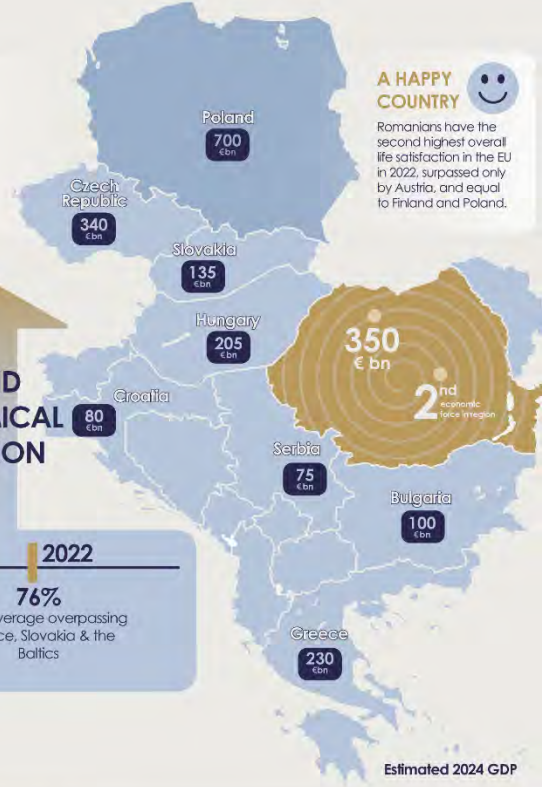 A HAPPY
COUNTRY
Romanians have the
second highest overall
life satisfaction in the EU
in 2022, surpassed only
by Austria, and equal
to Finland and Poland.
Poland
700
€bn
Czech
Republic
340
€bn
Slovakia
135
€bn
Hungary
205
€bn
350
€ bn
2nd
economic
force in region
D
MICAL
ON
Croatia
80
€bn
Serbia
75
€bn
Bulgaria
100
€bn
2022
76%
verage overpassing
ce, Slovakia & the
Baltics
Greece
230
€bn
Estimated 2024 GDP